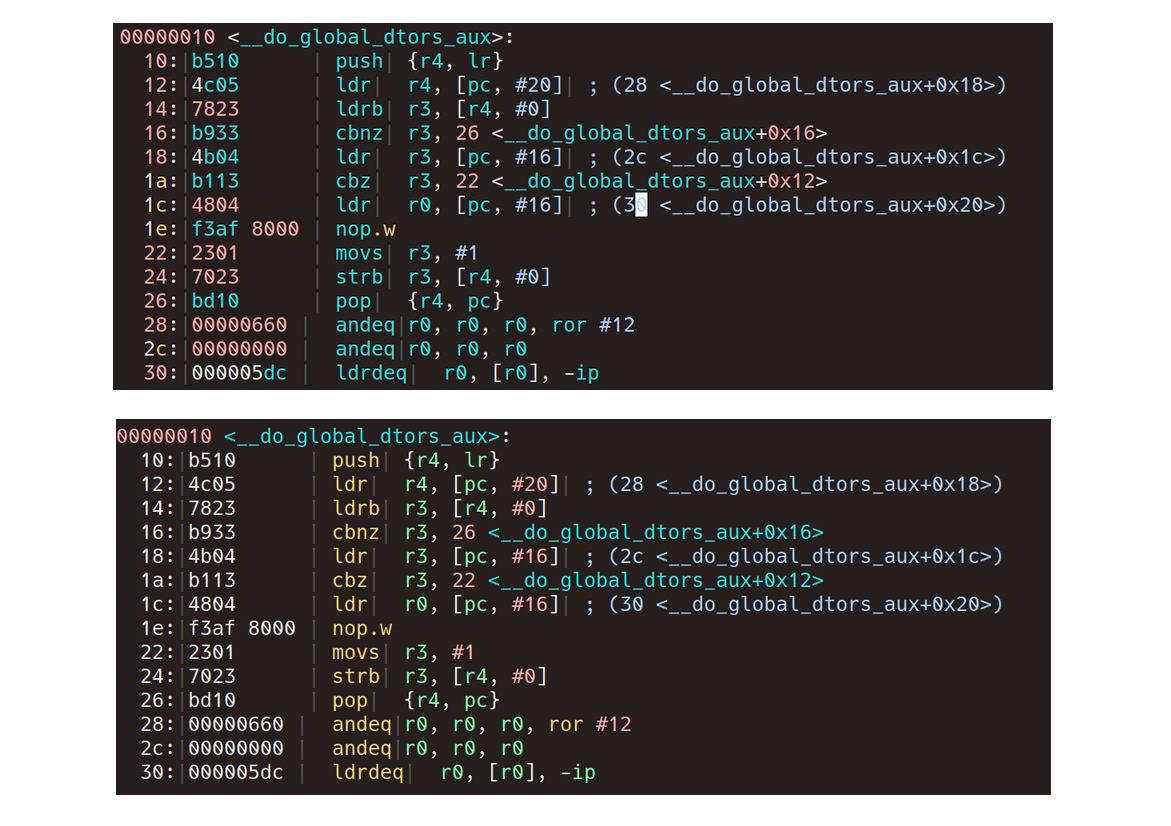 00000010 <__do_global_dtors_aux>:
10:|b510 | push| {r4, lr}
12:|4c05 | ldr| r4, [pc, #20]| ; (28 <__do_global_dtors_aux+0x18>)
14:|7823 | ldrb| r3, [r4, #0]
16:|b933 | cbnz| r3, 26 <__do_global_dtors_aux+0x16>
18:|4b04 | ldr| r3, [pc, #16]| ; (2c <__do_global_dtors_aux+0x1c>)
1a:|b113 | cbz| r3, 22 <__do_global_dtors_aux+0x12>
1c:|4804 | ldr| r0, [pc, #16]| ; (30 <__do_global_dtors_aux+0x20>)
1e:|f3af 8000 | nop.w
22:|2301 | movs| r3, #1
24:|7023 | strb| r3, [r4, #0]
26:|bd10 | pop| {r4, pc}
28:|00000660 | andeq|r0, r0, r0, ror #12
2c:|00000000 | andeq|r0, r0, r0
30:|000005dc | ldrdeq| r0, [r0], -ip
00000010 <__do_global_dtors_aux>:
10:|b510 | push| {r4, lr}
12:|4c05 | ldr| r4, [pc, #20]| ; (28 <__do_global_dtors_aux+0x18>)
14:|7823 | ldrb| r3, [r4, #0]
16:|b933 | cbnz| r3, 26 <__do_global_dtors_aux+0x16>
18:|4b04 | ldr| r3, [pc, #16]| ; (2c <__do_global_dtors_aux+0x1c>)
1a:|b113 | cbz| r3, 22 <__do_global_dtors_aux+0x12>
1c:|4804 | ldr| r0, [pc, #16]| ; (30 <__do_global_dtors_aux+0x20>)
1e:|f3af 8000 | nop.w
22:|2301 | movs| r3, #1
24:|7023 | strb| r3, [r4, #0]
26:|bd10 | pop| {r4, pc}
28:|00000660 | andeq|r0, r0, r0, ror #12
2c:|00000000 | andeq|r0, r0, r0
30:|000005dc | ldrdeq| r0, [r0], -ip